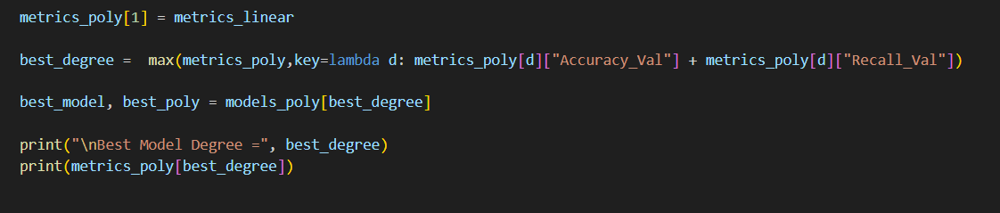 metrics_poly[1] = metrics_linear
best_degree =  max(metrics_poly,key=lambda d: metrics_poly[d]["Accuracy_Val"] + metrics_poly[d]["Recall_Val"])
best_model, best_poly = models_poly[best_degree]
print("\nBest Model Degree =", best_degree)
print(metrics_poly[best_degree])